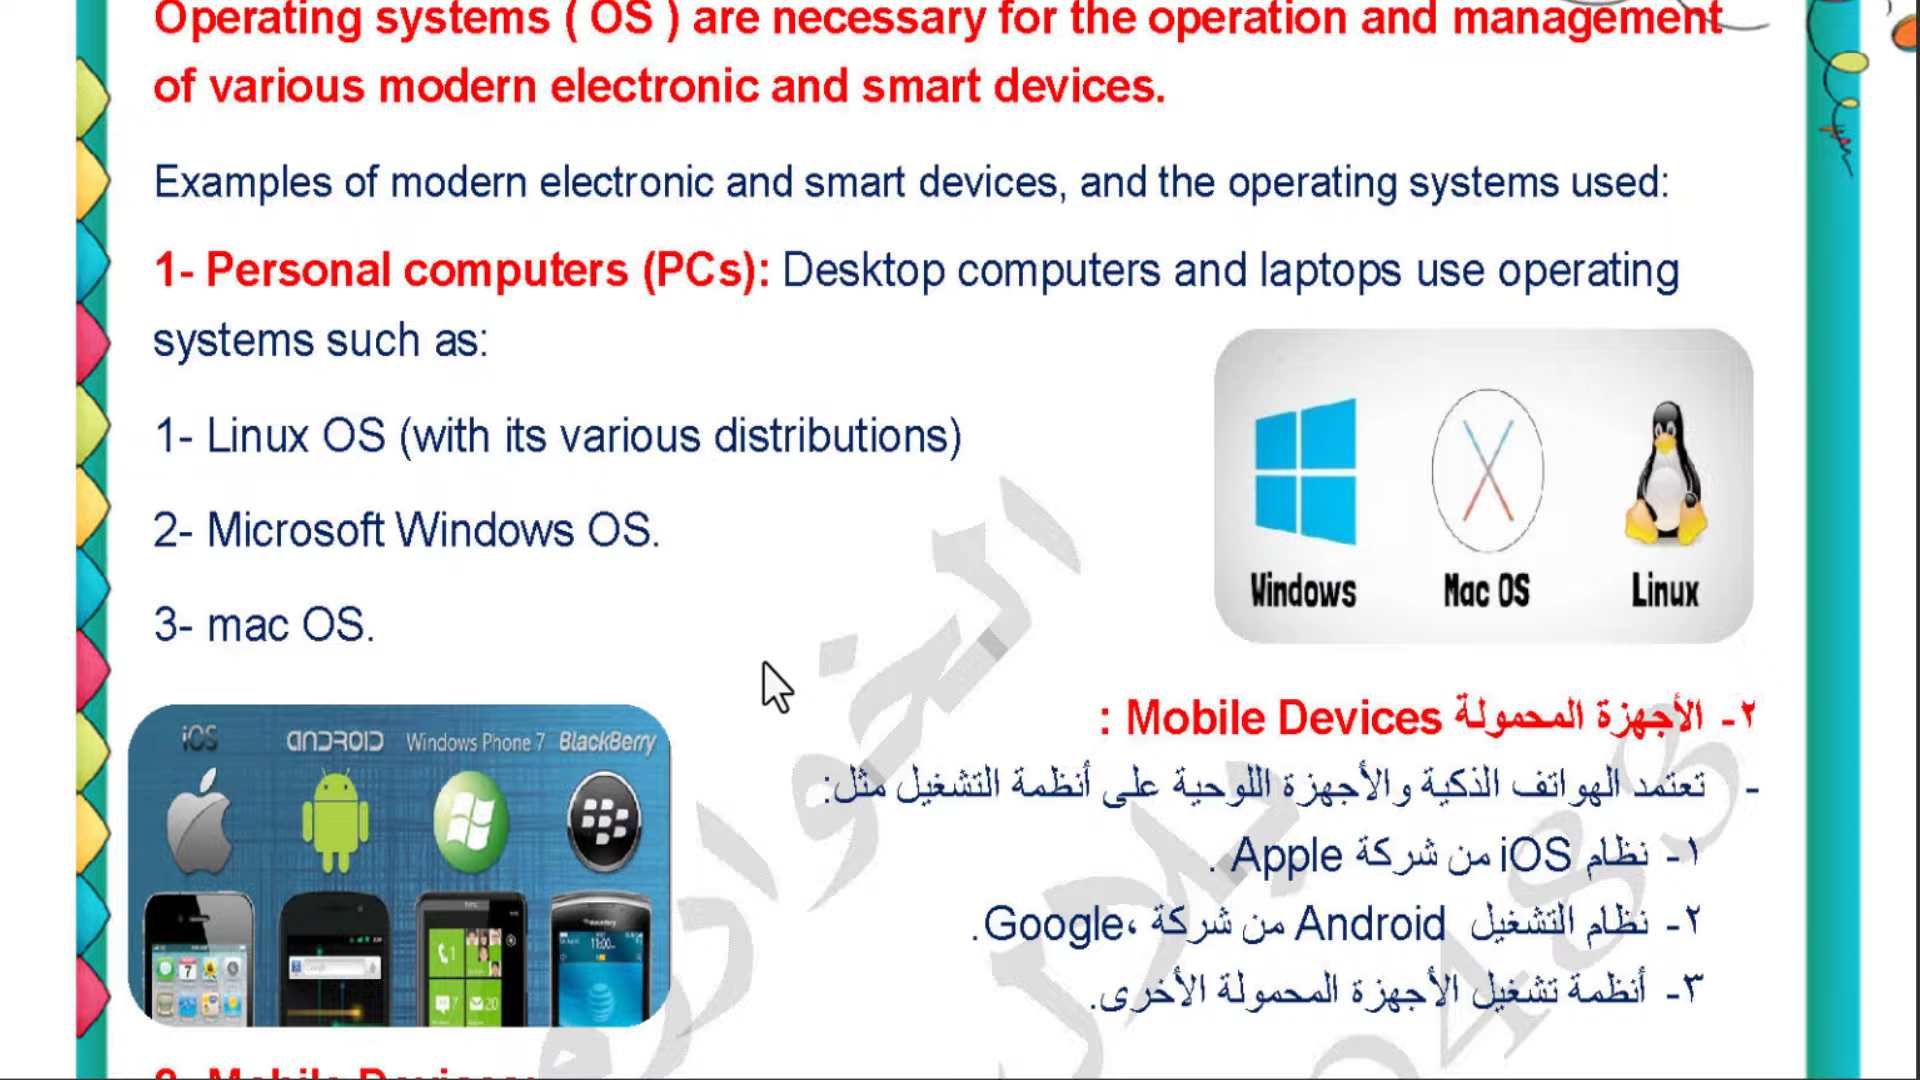 Operating systems ( OS ) are necessary for the operation and management
of various modern electronic and smart devices.
Examples of modern electronic and smart devices, and the operating systems used:
1- Personal computers (PCs): Desktop computers and laptops use operating
systems such as:
1- Linux OS (with its various distributions)
2- Microsoft Windows OS.
3- mac OS.
Windows Mac OS Linux
iOS ANDROID Windows Phone 7 BlackBerry
٢- الأجهزة المحمولة Mobile Devices :
- تعتمد الهواتف الذكية والأجهزة اللوحية على أنظمة التشغيل مثل:
١- نظام iOS من شركة Apple .
٢- نظام التشغيل Android من شركة Google،.
٣- أنظمة تشغيل الأجهزة المحمولة الأخرى.